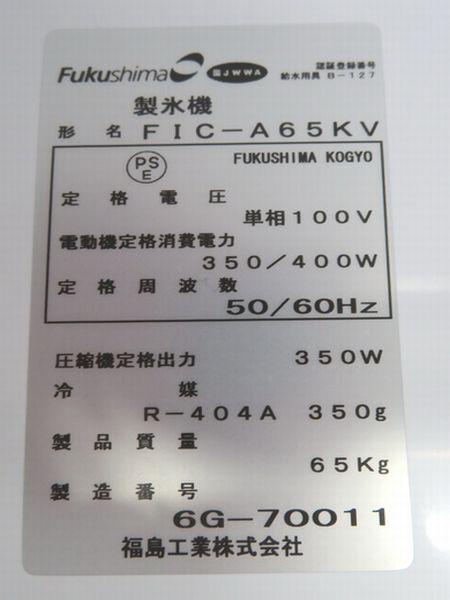 Fukushima JWWA 認証登録番号
給水用具 B-127
製氷機
形名 FIC-A65KV
PS
E
FUKUSHIMA KOGYO
定格電圧
単相100V
電動機定格消費電力
350/400W
定格周波数
50/60Hz
圧縮機定格出力 350W
冷媒
R-404A 350g
製品質量
65Kg
製造番号
6G-70011
福島工業株式会社